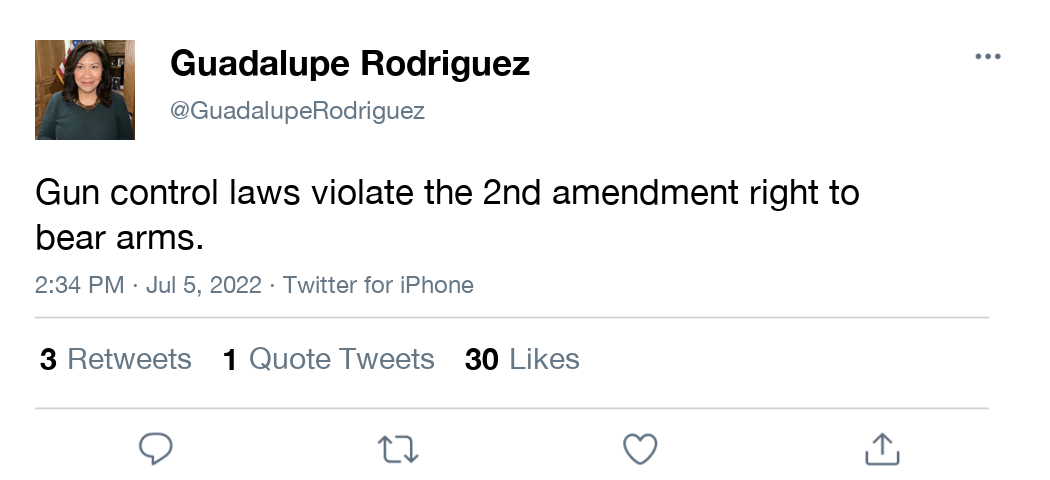 Guadalupe Rodriguez
@GuadalupeRodriguez
Gun control laws violate the 2nd amendment right to
bear arms.
2:34 PM · Jul 5, 2022 · Twitter for iPhone
3 Retweets 1 Quote Tweets 30 Likes